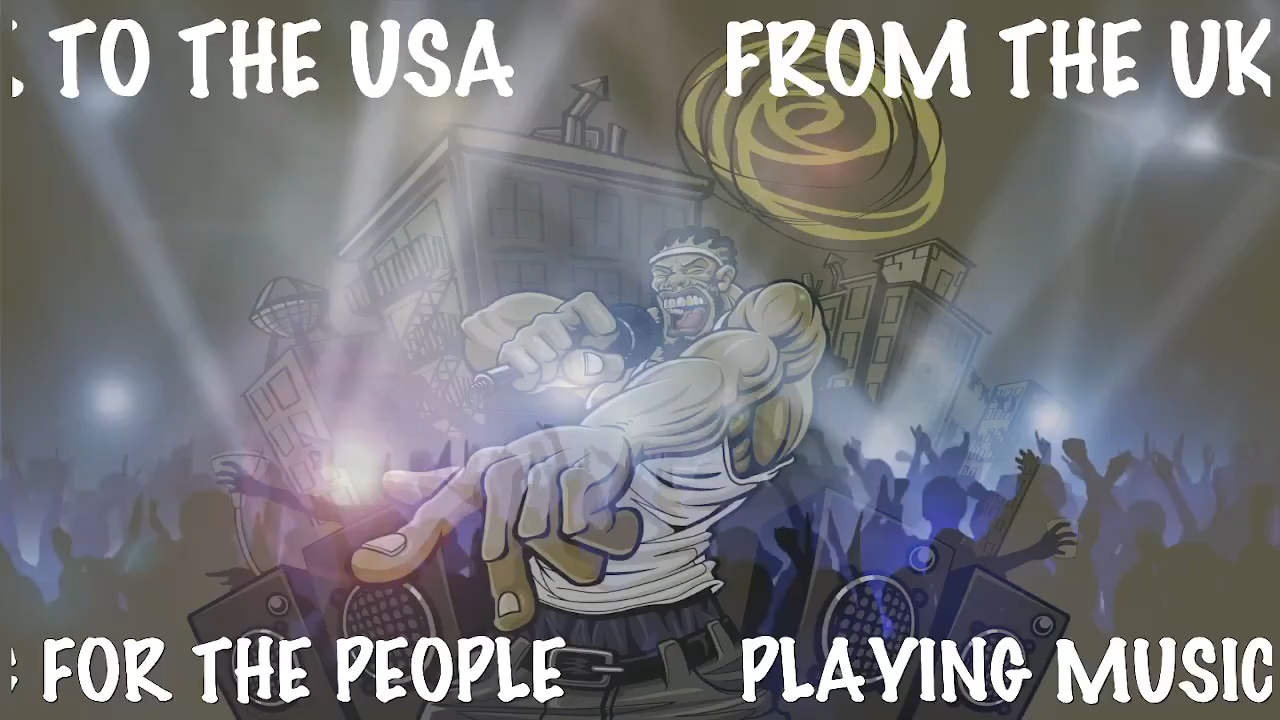 TO THE USA FROM THE UK
FOR THE PEOPLE PLAYING MUSIC